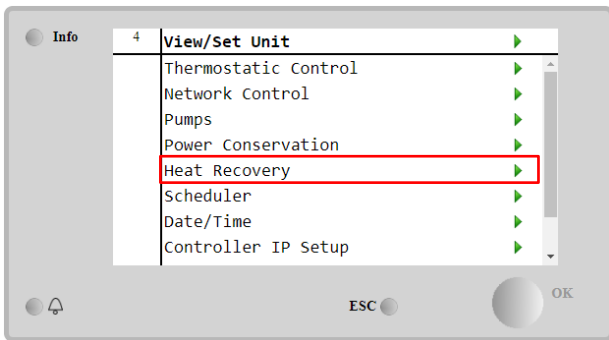 Info
4 View/Set Unit
Thermostatic Control
Network Control
Pumps
Power Conservation
Heat Recovery
Scheduler
Date/Time
Controller IP Setup
ESC
OK